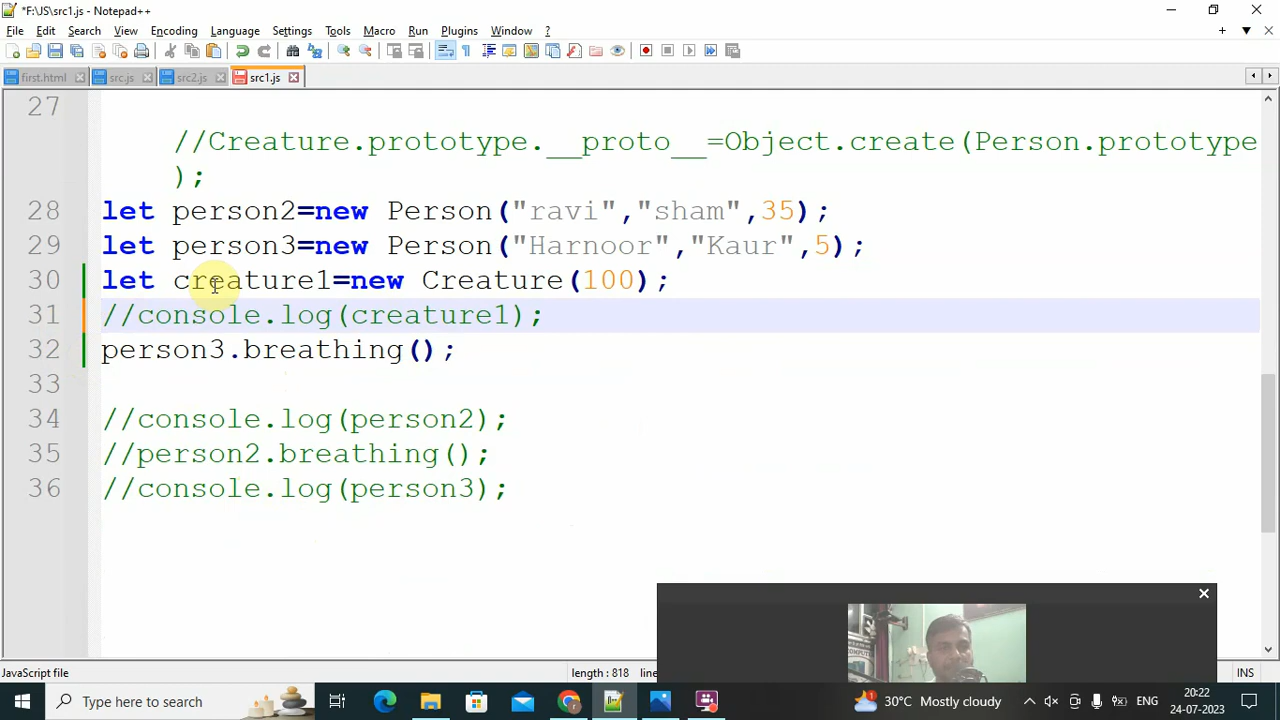 *F:\JS\src1.js - Notepad++
File Edit Search View Encoding Language Settings Tools Macro Run Plugins Window ?
first.html src.js src2.js src1.js
27
//Creature.prototype.__proto__=Object.create(Person.prototype
);
28 let person2=new Person("ravi","sham",35);
29 let person3=new Person("Harnoor","Kaur",5);
30 let creature1=new Creature(100);
31 //console.log(creature1);
32 person3.breathing();
33
34 //console.log(person2);
35 //person2.breathing();
36 //console.log(person3);
JavaScript file length : 818 line INS
Type here to search 30°C Mostly cloudy ENG 20:22
24-07-2023